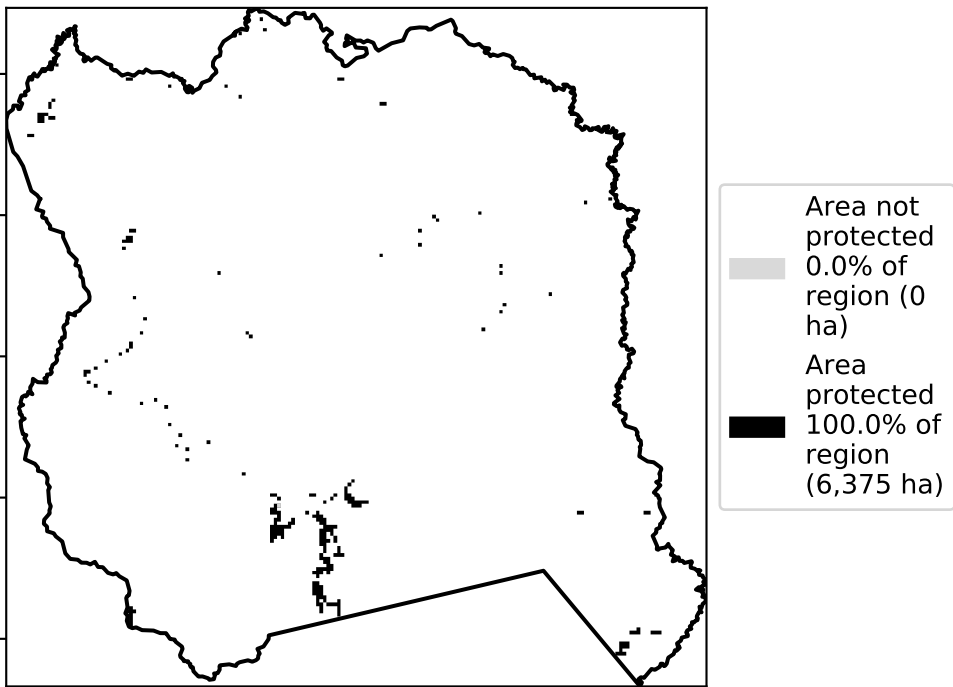 Area not
protected
0.0% of
region (0
ha)
Area
protected
100.0% of
region
(6,375 ha)